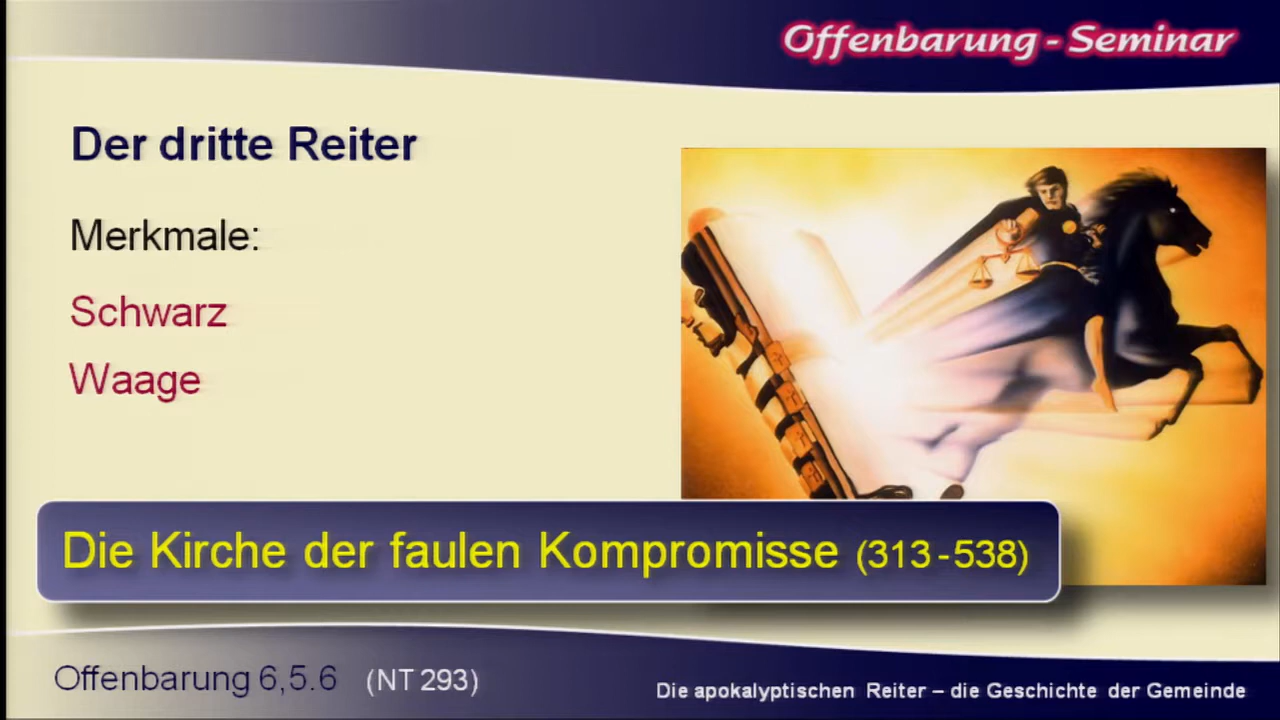 Offenbarung - Seminar
Der dritte Reiter
Merkmale:
Schwarz
Waage
Die Kirche der faulen Kompromisse (313-538)
Offenbarung 6,5.6 (NT 293)
Die apokalyptischen Reiter – die Geschichte der Gemeinde